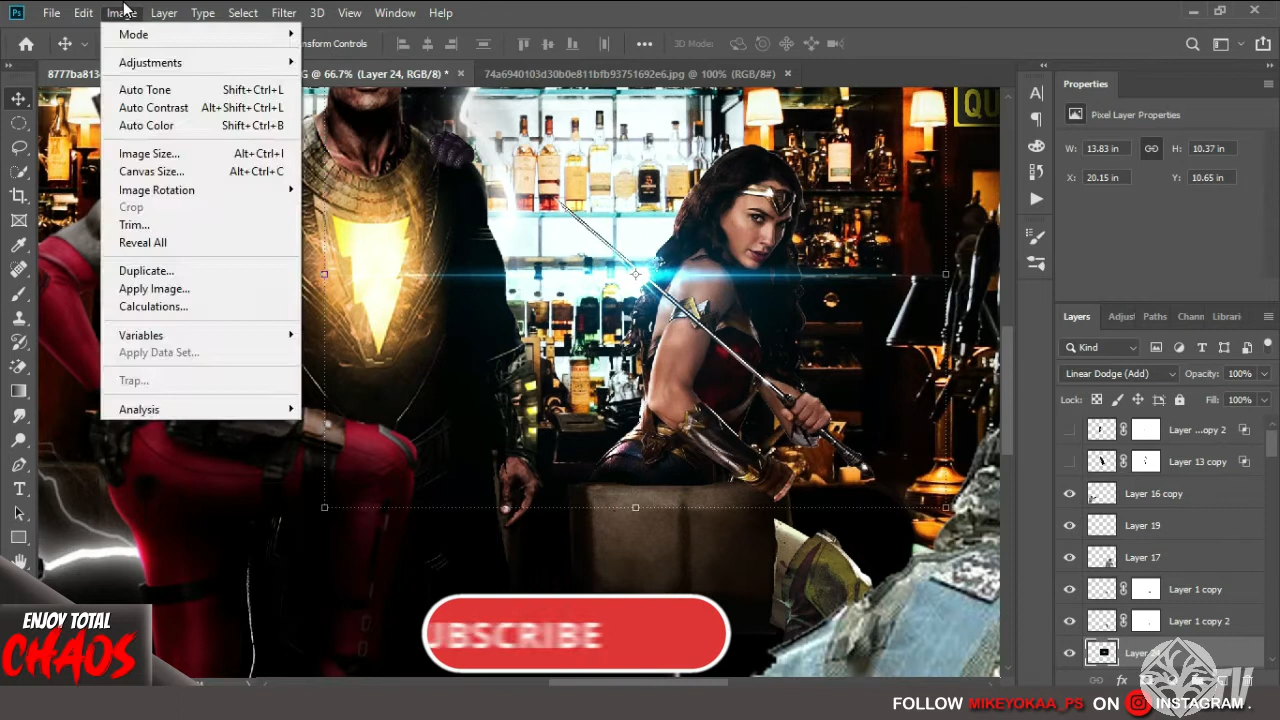 Ps File Edit Image Layer Type Select Filter 3D View Window Help
ransform Controls ••• 3D Mode:
G @ 66.7% (Layer 24, RGB/8) * ×
74a6940103d30b0e811bfb93751692e6.jpg @ 100% (RGB/8#) ×
Mode
Adjustments
Auto Tone Shift+Ctrl+L
Auto Contrast Alt+Shift+Ctrl+L
Auto Color Shift+Ctrl+B
Image Size... Alt+Ctrl+I
Canvas Size... Alt+Ctrl+C
Image Rotation
Crop
Trim...
Reveal All
Duplicate...
Apply Image...
Calculations...
Variables
Apply Data Set...
Trap...
Analysis
QU
Properties
Pixel Layer Properties
W: 13.83 in H: 10.37 in
X: 20.15 in Y: 10.65 in
Layers Adjus Paths Chann Librari
Kind
Linear Dodge (Add) Opacity: 100%
Lock: Fill: 100%
Layer ...opy 2
Layer 13 copy
Layer 16 copy
Layer 19
Layer 17
Layer 1 copy
Layer 1 copy 2
ENJOY TOTAL
CHAOS
UBSCRIBE
FOLLOW MIKEYOKAA_PS ON INSTAGRAM .